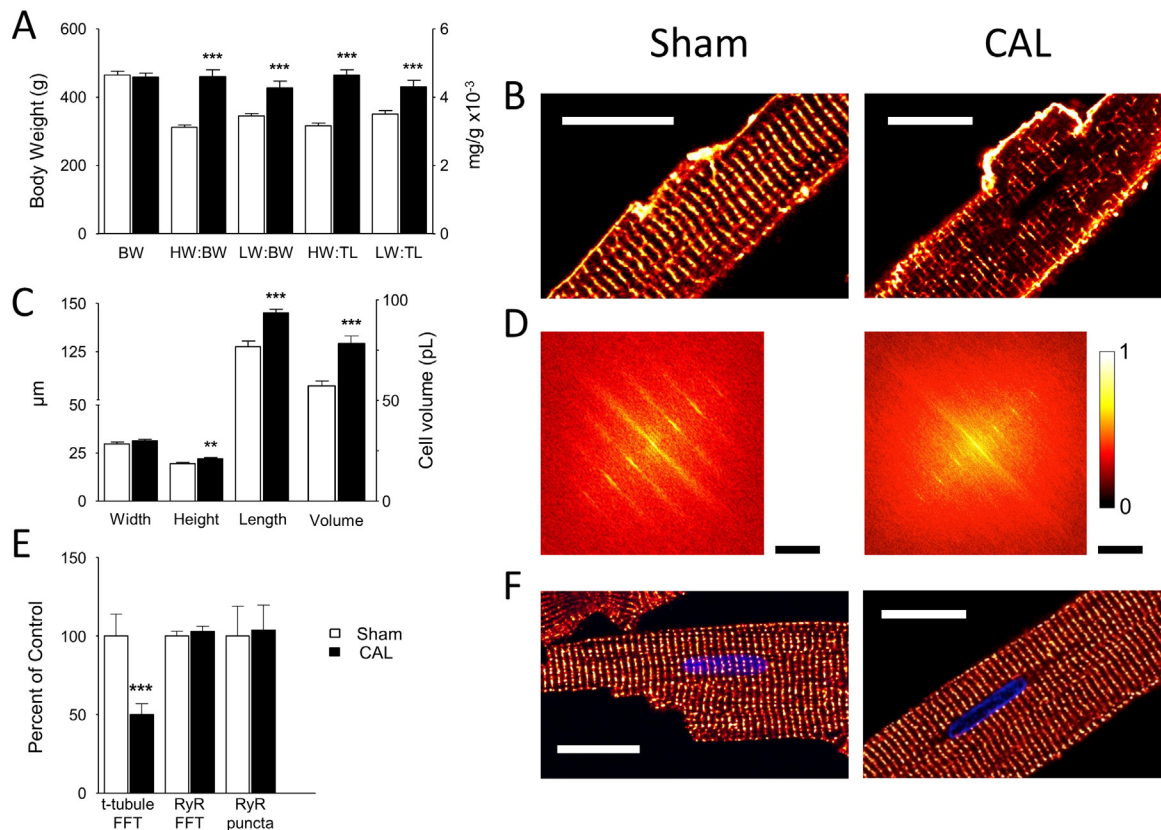 Sham CAL
A
600
400
200
0
Body Weight (g)
6
4
2
0
mg/g x10⁻³
*** *** *** ***
BW HW:BW LW:BW HW:TL LW:TL
B
C
150
125
50
25
0
µm
100
50
0
Cell volume (pL)
** *** ***
Width Height Length Volume
D
1
0
E
150
100
50
0
Percent of Control
***
Sham
CAL
t-tubule RyR RyR
FFT FFT puncta
F